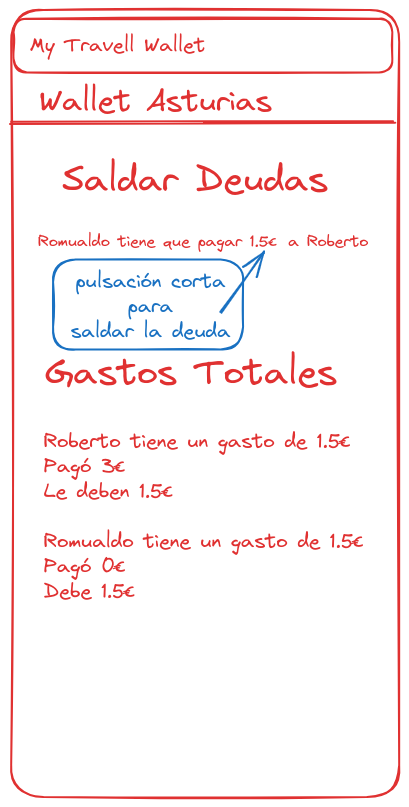 My Travell Wallet
Wallet Asturias
Saldar Deudas
Romualdo tiene que pagar 1.5€ a Roberto
pulsación corta
para
saldar la deuda
Gastos Totales
Roberto tiene un gasto de 1.5€
Pagó 3€
Le deben 1.5€
Romualdo tiene un gasto de 1.5€
Pagó 0€
Debe 1.5€